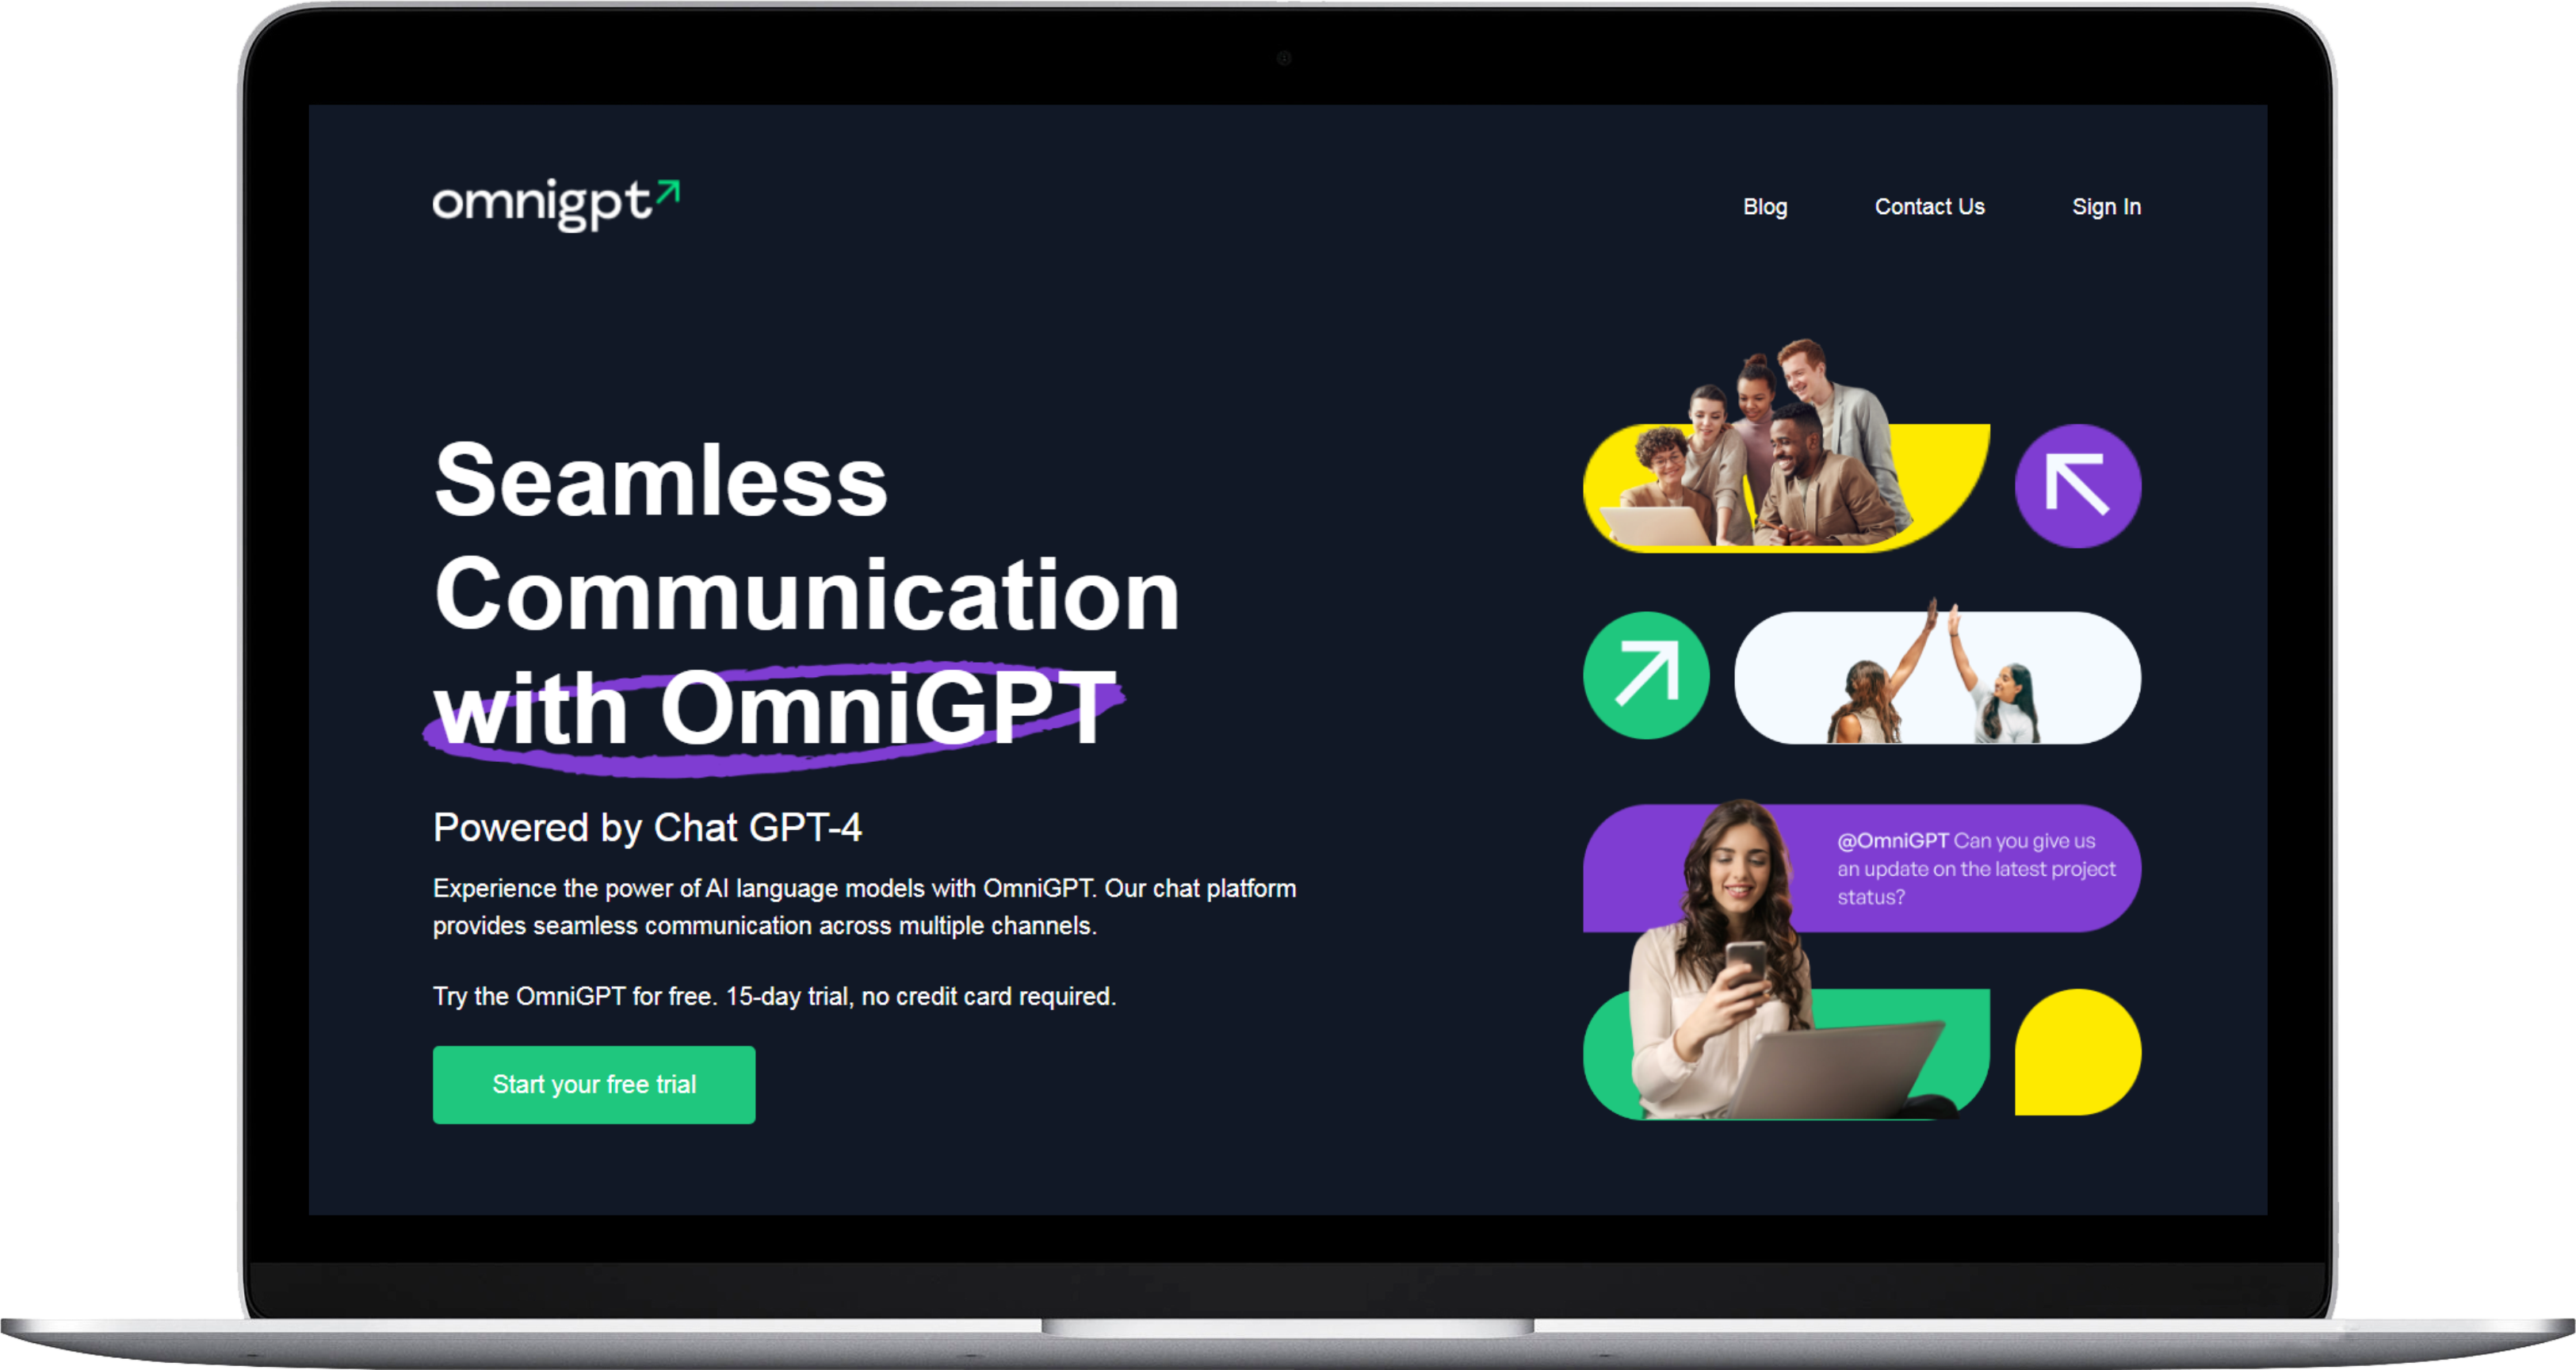 omnigpt
Blog
Contact Us
Sign In
Seamless
Communication
with OmniGPT
Powered by Chat GPT-4
Experience the power of AI language models with OmniGPT. Our chat platform
provides seamless communication across multiple channels.
Try the OmniGPT for free. 15-day trial, no credit card required.
Start your free trial
@OmniGPT Can you give us
an update on the latest project
status?